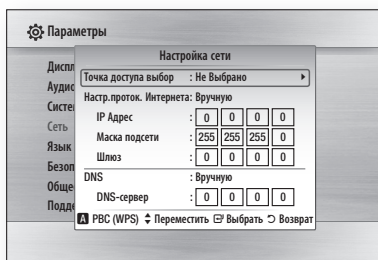 Параметры
Настройка сети
Точка доступа выбор : Не Выбрано
Настр.проток. Интернета: Вручную
IP Адрес : 0 0 0 0
Маска подсети : 255 255 255 0
Шлюз : 0 0 0 0
DNS : Вручную
DNS-сервер : 0 0 0 0
A PBC (WPS) Переместить Выбрать Возврат
Диспл
Аудио
Систе
Сеть
Язык
Безоп
Обще
Подде